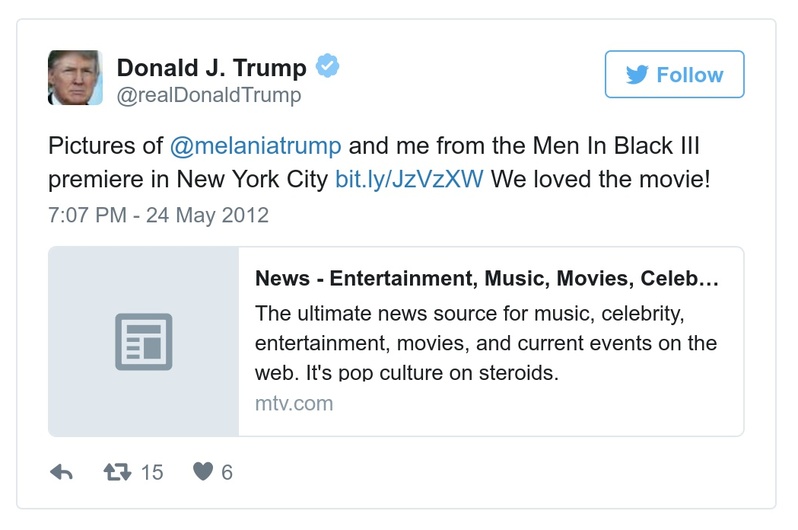 Donald J. Trump
@realDonaldTrump
Follow
Pictures of @melaniatrump and me from the Men In Black III
premiere in New York City bit.ly/JzVzXW We loved the movie!
7:07 PM - 24 May 2012
News - Entertainment, Music, Movies, Celeb...
The ultimate news source for music, celebrity,
entertainment, movies, and current events on the
web. It's pop culture on steroids.
mtv.com
15
6